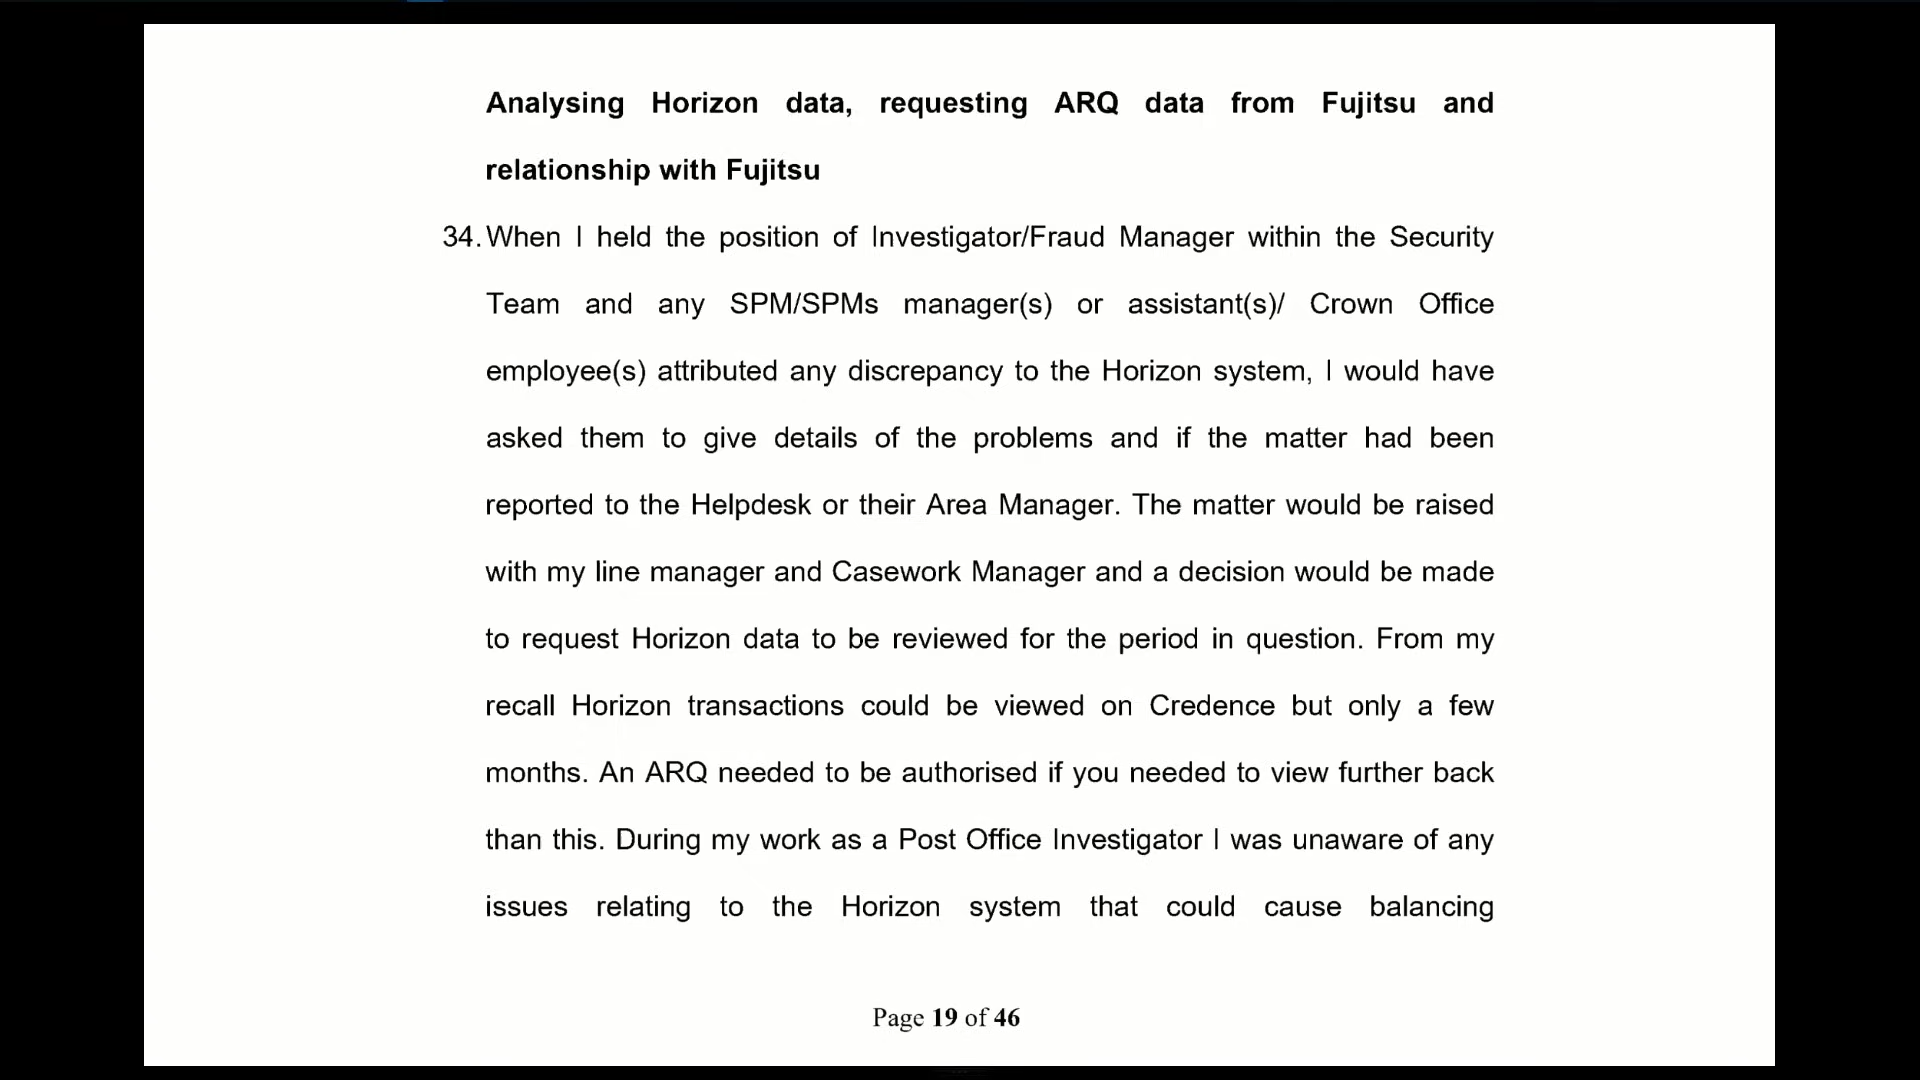 Analysing Horizon data, requesting ARQ data from Fujitsu and
relationship with Fujitsu
34. When I held the position of Investigator/Fraud Manager within the Security
Team and any SPM/SPMs manager(s) or assistant(s)/ Crown Office
employee(s) attributed any discrepancy to the Horizon system, I would have
asked them to give details of the problems and if the matter had been
reported to the Helpdesk or their Area Manager. The matter would be raised
with my line manager and Casework Manager and a decision would be made
to request Horizon data to be reviewed for the period in question. From my
recall Horizon transactions could be viewed on Credence but only a few
months. An ARQ needed to be authorised if you needed to view further back
than this. During my work as a Post Office Investigator I was unaware of any
issues relating to the Horizon system that could cause balancing
Page 19 of 46